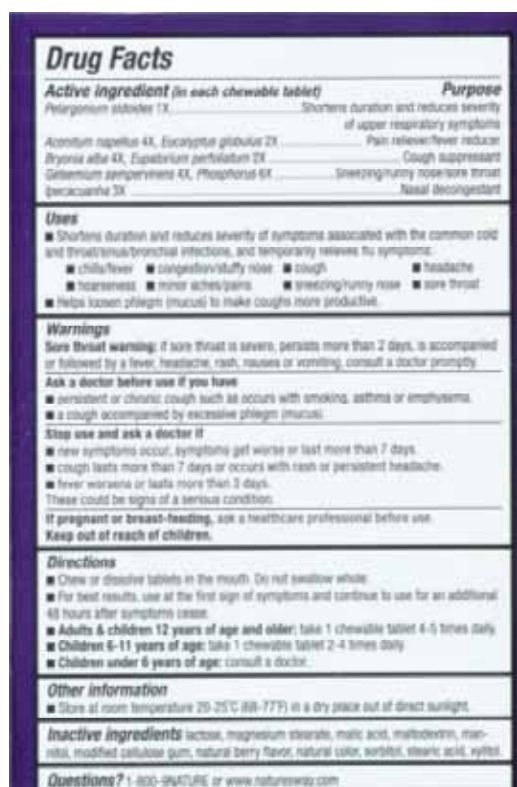 Drug Facts
Active ingredient (in each chewable tablet) Purpose
Pelargonium sidoides 1X Shortens duration and reduces severity
of upper respiratory symptoms
Aconitum napellus 4X, Eucalyptus globulus 2X Pain reliever/fever reducer
Bryonia alba 4X, Eupatorium perfoliatum 2X Cough suppressant
Gelsemium sempervirens 4X, Phosphorus 6X Sneezing/runny nose/sore throat
Ipecacuanha 3X Nasal decongestant
Uses
■ Shortens duration and reduces severity of symptoms associated with the common cold
and throat/sinus/bronchial infections, and temporarily relieves flu symptoms:
■ chills/fever ■ congestion/stuffy nose ■ cough ■ headache
■ hoarseness ■ minor aches/pains ■ sneezing/runny nose ■ sore throat
■ Helps loosen phlegm (mucus) to make coughs more productive.
Warnings
Sore throat warning: if sore throat is severe, persists more than 2 days, is accompanied
or followed by a fever, headache, rash, nausea or vomiting, consult a doctor promptly.
Ask a doctor before use if you have
■ persistent or chronic cough such as occurs with smoking, asthma or emphysema.
■ a cough accompanied by excessive phlegm (mucus).
Stop use and ask a doctor if
■ new symptoms occur, symptoms get worse or last more than 7 days.
■ cough lasts more than 7 days or occurs with rash or persistent headache.
■ fever worsens or lasts more than 3 days.
These could be signs of a serious condition.
If pregnant or breast-feeding, ask a healthcare professional before use.
Keep out of reach of children.
Directions
■ Chew or dissolve tablets in the mouth. Do not swallow whole.
■ For best results, use at the first sign of symptoms and continue to use for an additional
48 hours after symptoms cease.
■ Adults & children 12 years of age and older: take 1 chewable tablet 4-5 times daily.
■ Children 6-11 years of age: take 1 chewable tablet 2-4 times daily.
■ Children under 6 years of age: consult a doctor.
Other information
■ Store at room temperature 20-25°C (68-77°F) in a dry place out of direct sunlight.
Inactive ingredients lactose, magnesium stearate, malic acid, maltodextrin, man-
nitol, modified cellulose gum, natural berry flavor, natural color, sorbitol, stearic acid, xylitol.
Questions? 1-800-9NATURE or www.naturesway.com